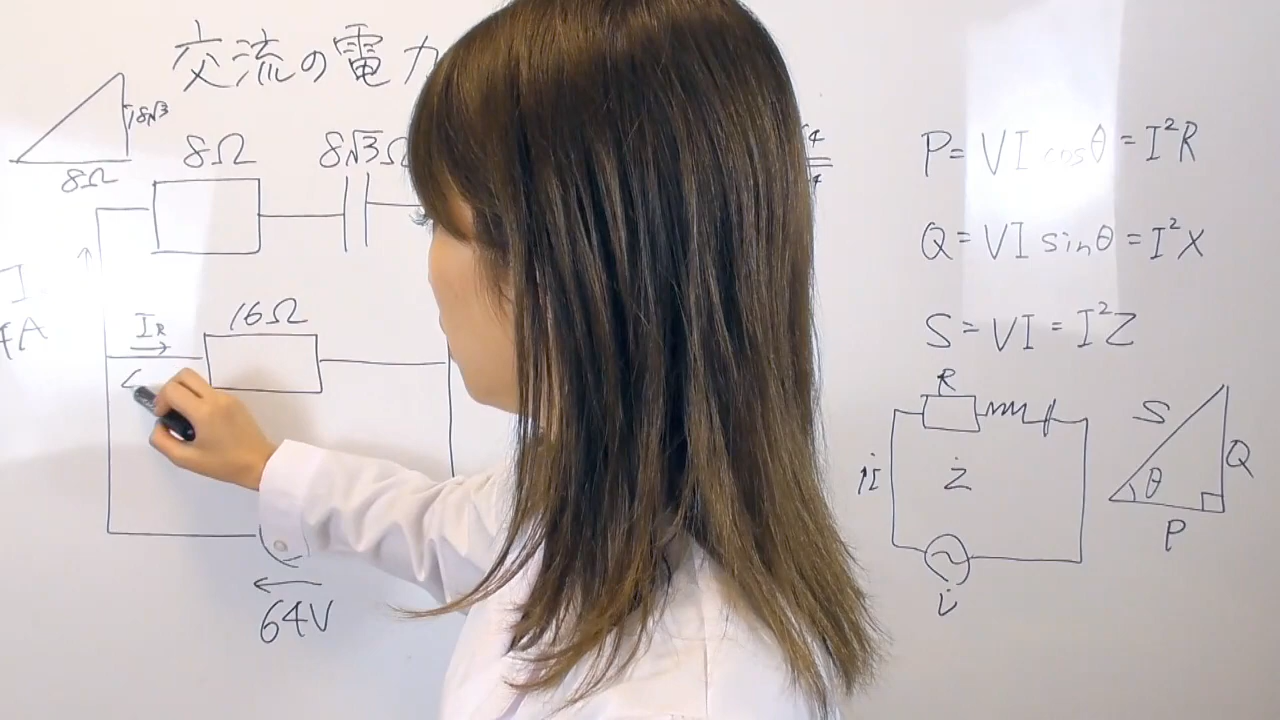 交流の電力
8√3
8Ω
8Ω
8√3Ω
I
4A
I_R
16Ω
64V
P=VIcosθ=I²R
Q=VIsinθ=I²X
S=VI=I²Z
R
Ż
S
θ
Q
P